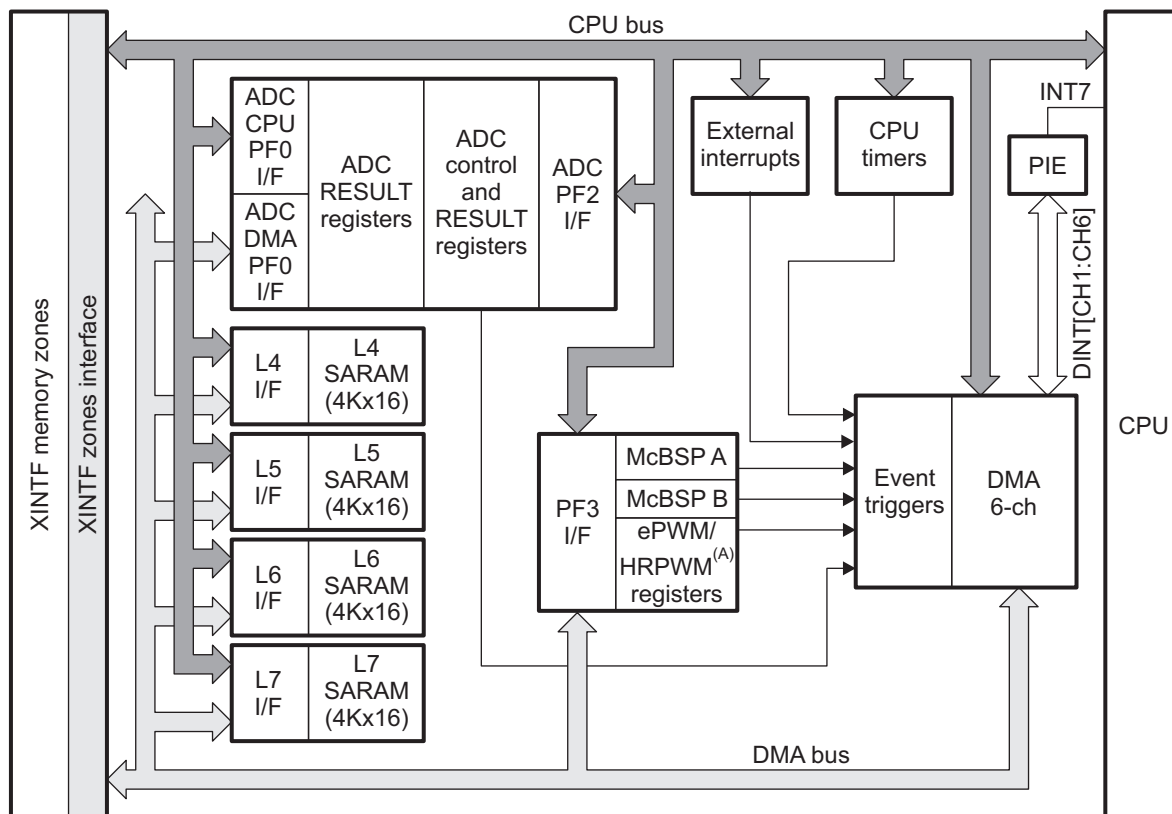 CPU bus
XINTF memory zones
XINTF zones interface
ADC
CPU
PF0
I/F
ADC
DMA
PF0
I/F
ADC
RESULT
registers
ADC
control
and
RESULT
registers
ADC
PF2
I/F
External
interrupts
CPU
timers
INT7
PIE
DINT[CH1:CH6]
CPU
L4
I/F
L4
SARAM
(4Kx16)
L5
I/F
L5
SARAM
(4Kx16)
L6
I/F
L6
SARAM
(4Kx16)
L7
I/F
L7
SARAM
(4Kx16)
PF3
I/F
McBSP A
McBSP B
ePWM/
HRPWM(A)
registers
Event
triggers
DMA
6-ch
DMA bus